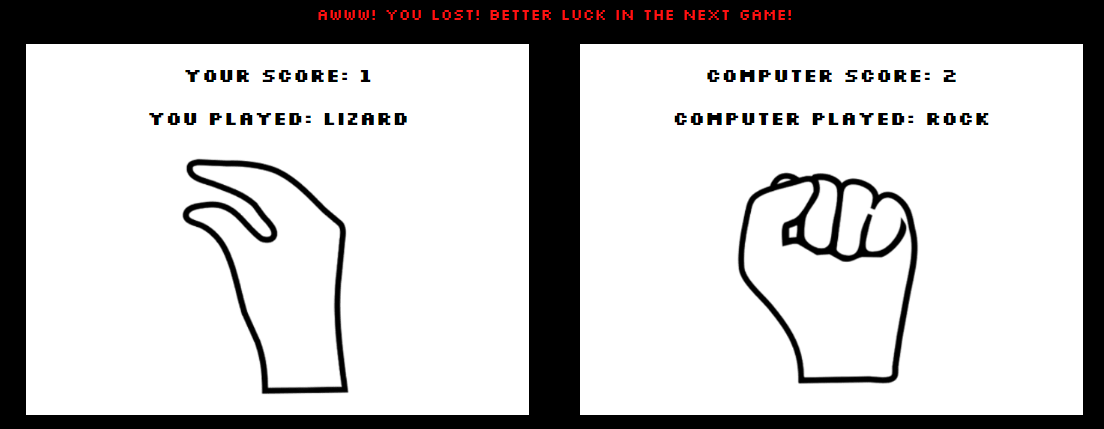 AWWW! YOU LOST! BETTER LUCK IN THE NEXT GAME!
YOUR SCORE: 1
YOU PLAYED: LIZARD
COMPUTER SCORE: 2
COMPUTER PLAYED: ROCK